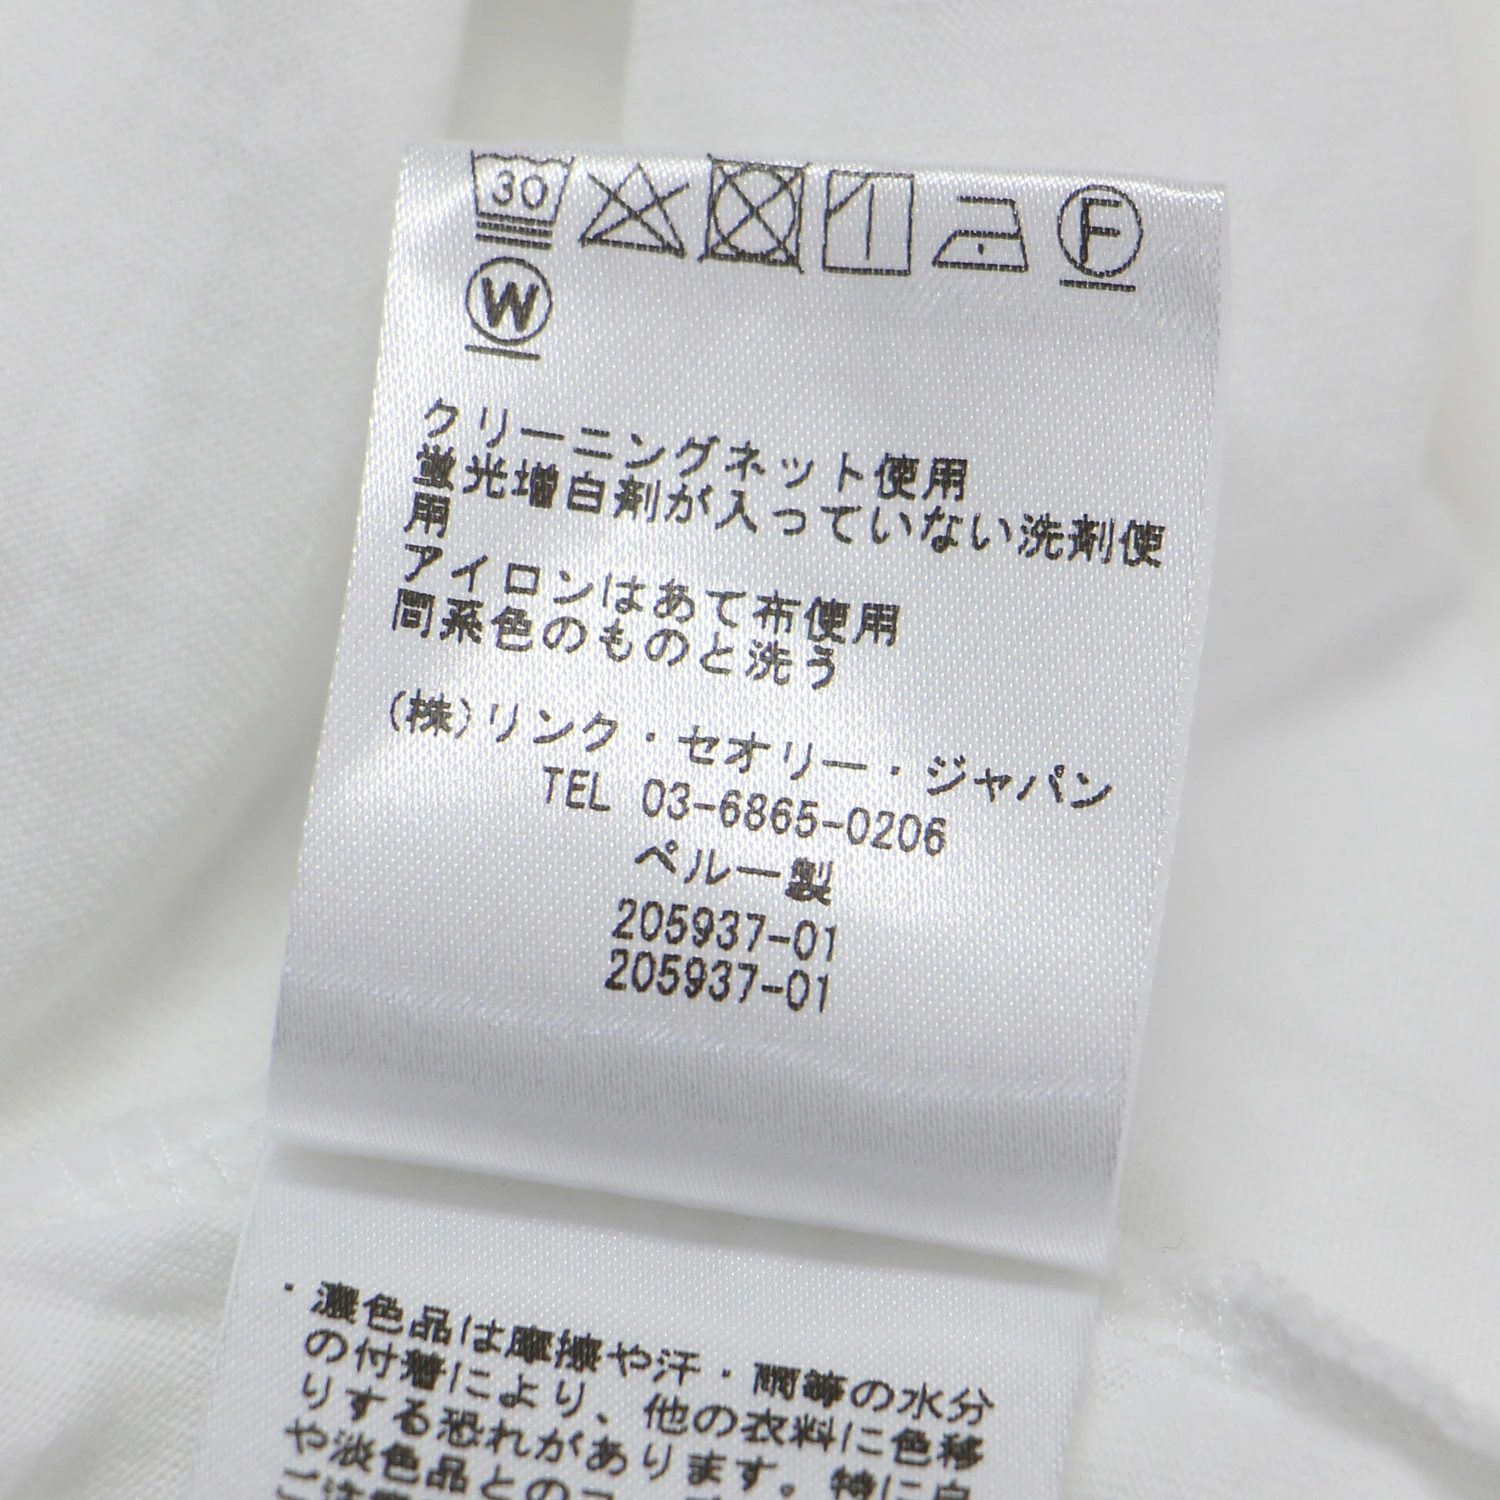 30
F
W
クリーニングネット使用
蛍光増白剤が入っていない洗剤使
用
アイロンはあて布使用
同系色のものと洗う
(株)リンク・セオリー・ジャパン
TEL 03-6865-0206
ペルー製
205937-01
205937-01
・濃色品は摩擦や汗・雨等の水分
の付着により、他の衣料に色移
りする恐れがあります。特に白
や淡色品との